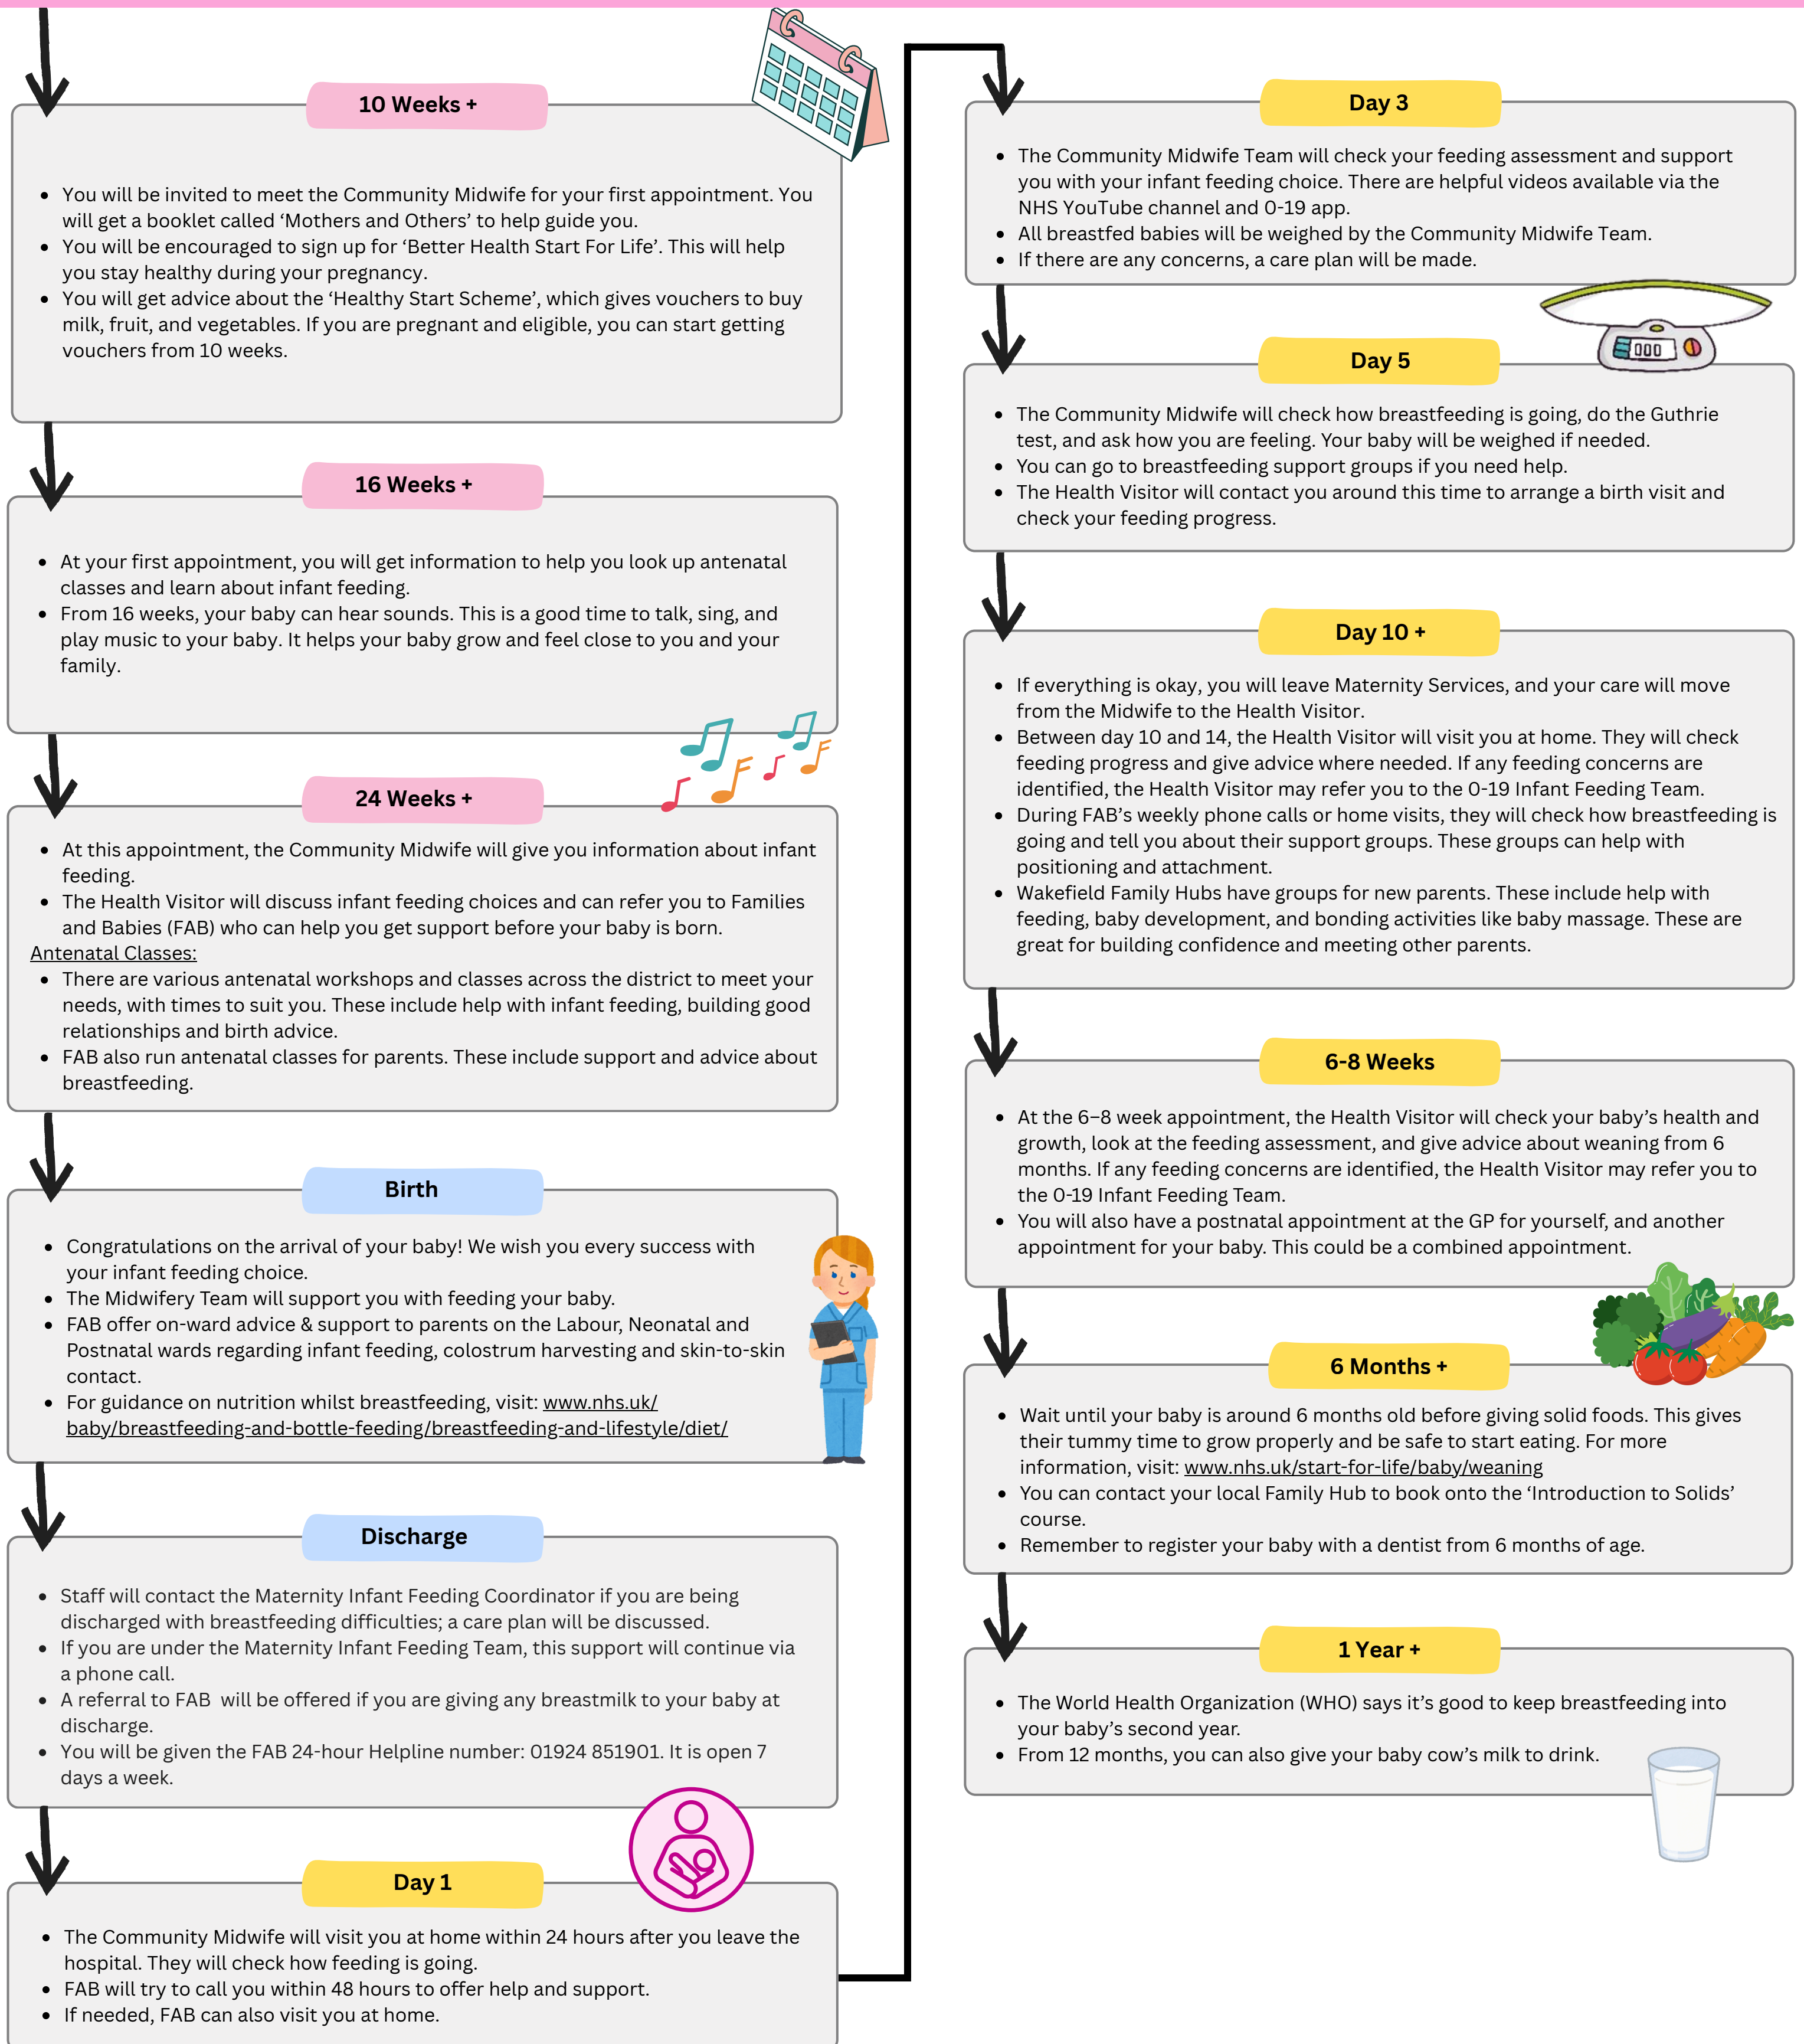 10 Weeks +
• You will be invited to meet the Community Midwife for your first appointment. You
will get a booklet called ‘Mothers and Others’ to help guide you.
• You will be encouraged to sign up for ‘Better Health Start For Life’. This will help
you stay healthy during your pregnancy.
• You will get advice about the ‘Healthy Start Scheme’, which gives vouchers to buy
milk, fruit, and vegetables. If you are pregnant and eligible, you can start getting
vouchers from 10 weeks.
16 Weeks +
• At your first appointment, you will get information to help you look up antenatal
classes and learn about infant feeding.
• From 16 weeks, your baby can hear sounds. This is a good time to talk, sing, and
play music to your baby. It helps your baby grow and feel close to you and your
family.
24 Weeks +
• At this appointment, the Community Midwife will give you information about infant
feeding.
• The Health Visitor will discuss infant feeding choices and can refer you to Families
and Babies (FAB) who can help you get support before your baby is born.
Antenatal Classes:
• There are various antenatal workshops and classes across the district to meet your
needs, with times to suit you. These include help with infant feeding, building good
relationships and birth advice.
• FAB also run antenatal classes for parents. These include support and advice about
breastfeeding.
Birth
• Congratulations on the arrival of your baby! We wish you every success with
your infant feeding choice.
• The Midwifery Team will support you with feeding your baby.
• FAB offer on-ward advice & support to parents on the Labour, Neonatal and
Postnatal wards regarding infant feeding, colostrum harvesting and skin-to-skin
contact.
• For guidance on nutrition whilst breastfeeding, visit: www.nhs.uk/
baby/breastfeeding-and-bottle-feeding/breastfeeding-and-lifestyle/diet/
Discharge
• Staff will contact the Maternity Infant Feeding Coordinator if you are being
discharged with breastfeeding difficulties; a care plan will be discussed.
• If you are under the Maternity Infant Feeding Team, this support will continue via
a phone call.
• A referral to FAB will be offered if you are giving any breastmilk to your baby at
discharge.
• You will be given the FAB 24-hour Helpline number: 01924 851901. It is open 7
days a week.
Day 1
• The Community Midwife will visit you at home within 24 hours after you leave the
hospital. They will check how feeding is going.
• FAB will try to call you within 48 hours to offer help and support.
• If needed, FAB can also visit you at home.
Day 3
• The Community Midwife Team will check your feeding assessment and support
you with your infant feeding choice. There are helpful videos available via the
NHS YouTube channel and 0-19 app.
• All breastfed babies will be weighed by the Community Midwife Team.
• If there are any concerns, a care plan will be made.
Day 5
• The Community Midwife will check how breastfeeding is going, do the Guthrie
test, and ask how you are feeling. Your baby will be weighed if needed.
• You can go to breastfeeding support groups if you need help.
• The Health Visitor will contact you around this time to arrange a birth visit and
check your feeding progress.
Day 10 +
• If everything is okay, you will leave Maternity Services, and your care will move
from the Midwife to the Health Visitor.
• Between day 10 and 14, the Health Visitor will visit you at home. They will check
feeding progress and give advice where needed. If any feeding concerns are
identified, the Health Visitor may refer you to the 0-19 Infant Feeding Team.
• During FAB’s weekly phone calls or home visits, they will check how breastfeeding is
going and tell you about their support groups. These groups can help with
positioning and attachment.
• Wakefield Family Hubs have groups for new parents. These include help with
feeding, baby development, and bonding activities like baby massage. These are
great for building confidence and meeting other parents.
6-8 Weeks
• At the 6–8 week appointment, the Health Visitor will check your baby’s health and
growth, look at the feeding assessment, and give advice about weaning from 6
months. If any feeding concerns are identified, the Health Visitor may refer you to
the 0-19 Infant Feeding Team.
• You will also have a postnatal appointment at the GP for yourself, and another
appointment for your baby. This could be a combined appointment.
6 Months +
• Wait until your baby is around 6 months old before giving solid foods. This gives
their tummy time to grow properly and be safe to start eating. For more
information, visit: www.nhs.uk/start-for-life/baby/weaning
• You can contact your local Family Hub to book onto the ‘Introduction to Solids’
course.
• Remember to register your baby with a dentist from 6 months of age.
1 Year +
• The World Health Organization (WHO) says it’s good to keep breastfeeding into
your baby’s second year.
• From 12 months, you can also give your baby cow’s milk to drink.